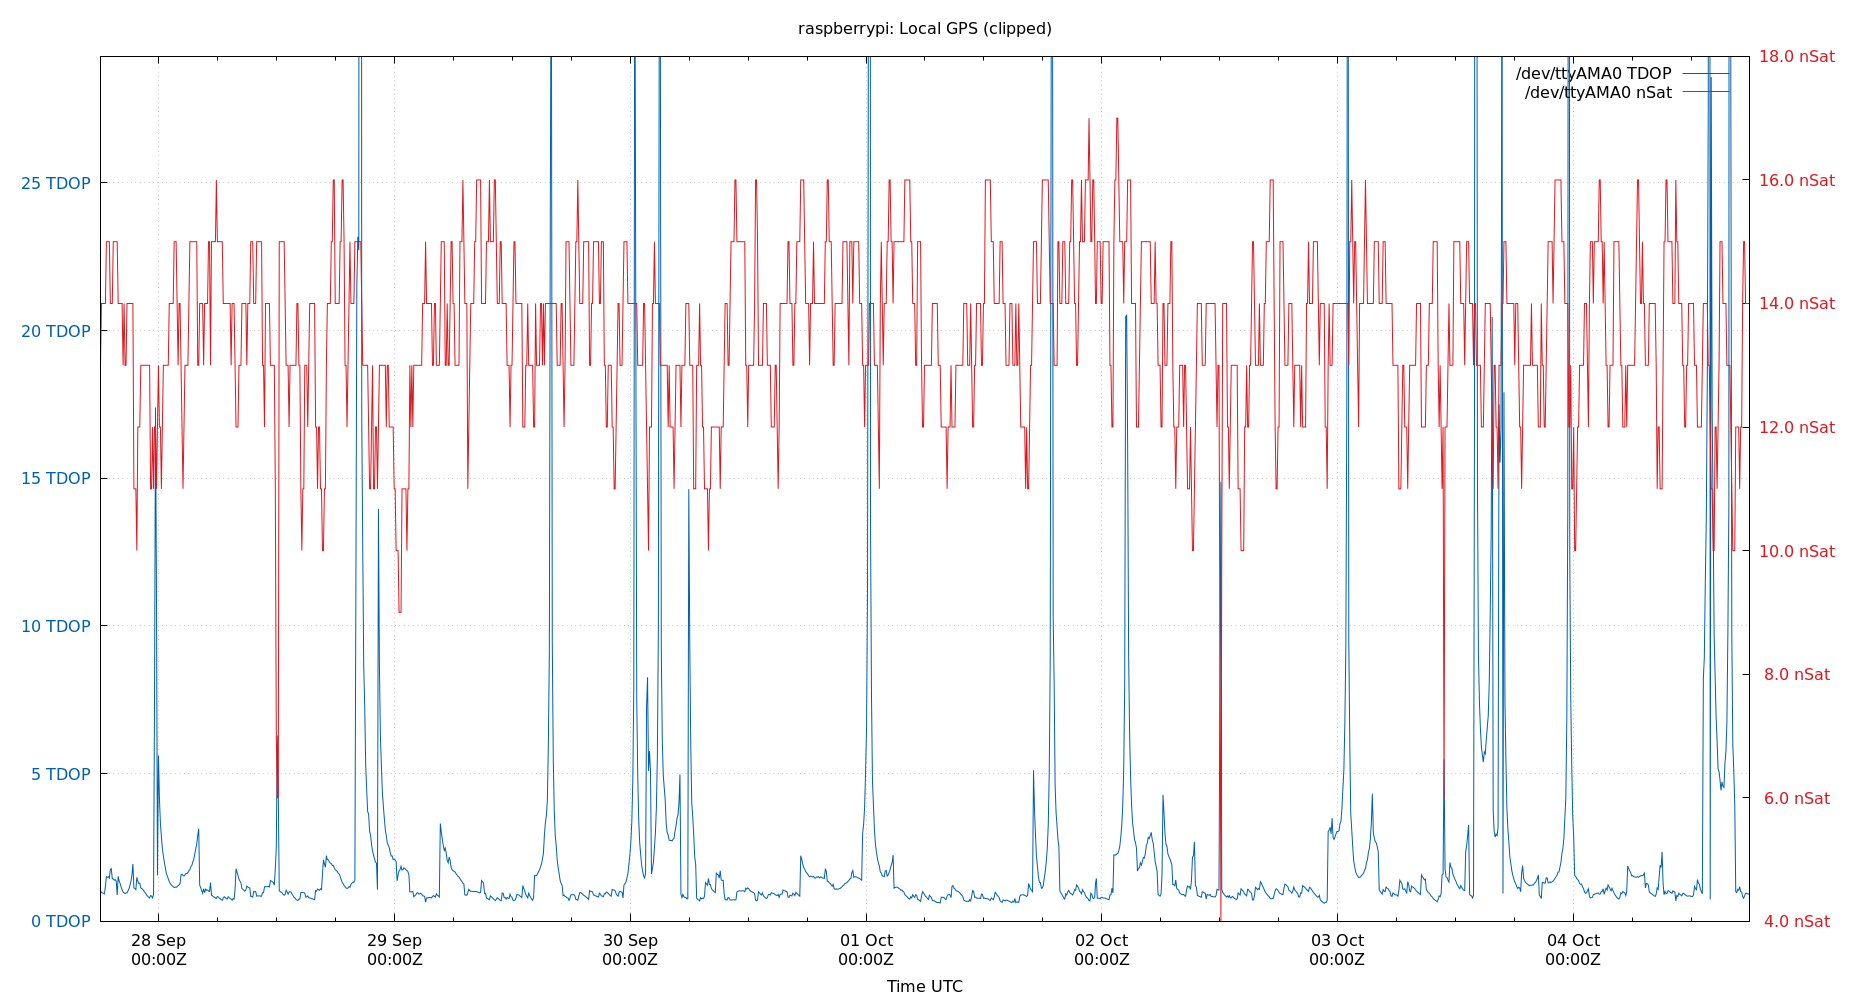 raspberrypi: Local GPS (clipped)
/dev/ttyAMA0 TDOP
/dev/ttyAMA0 nSat
25 TDOP
20 TDOP
15 TDOP
10 TDOP
5 TDOP
0 TDOP
18.0 nSat
16.0 nSat
14.0 nSat
12.0 nSat
10.0 nSat
8.0 nSat
6.0 nSat
4.0 nSat
28 Sep
00:00Z
29 Sep
00:00Z
30 Sep
00:00Z
01 Oct
00:00Z
02 Oct
00:00Z
03 Oct
00:00Z
04 Oct
00:00Z
Time UTC